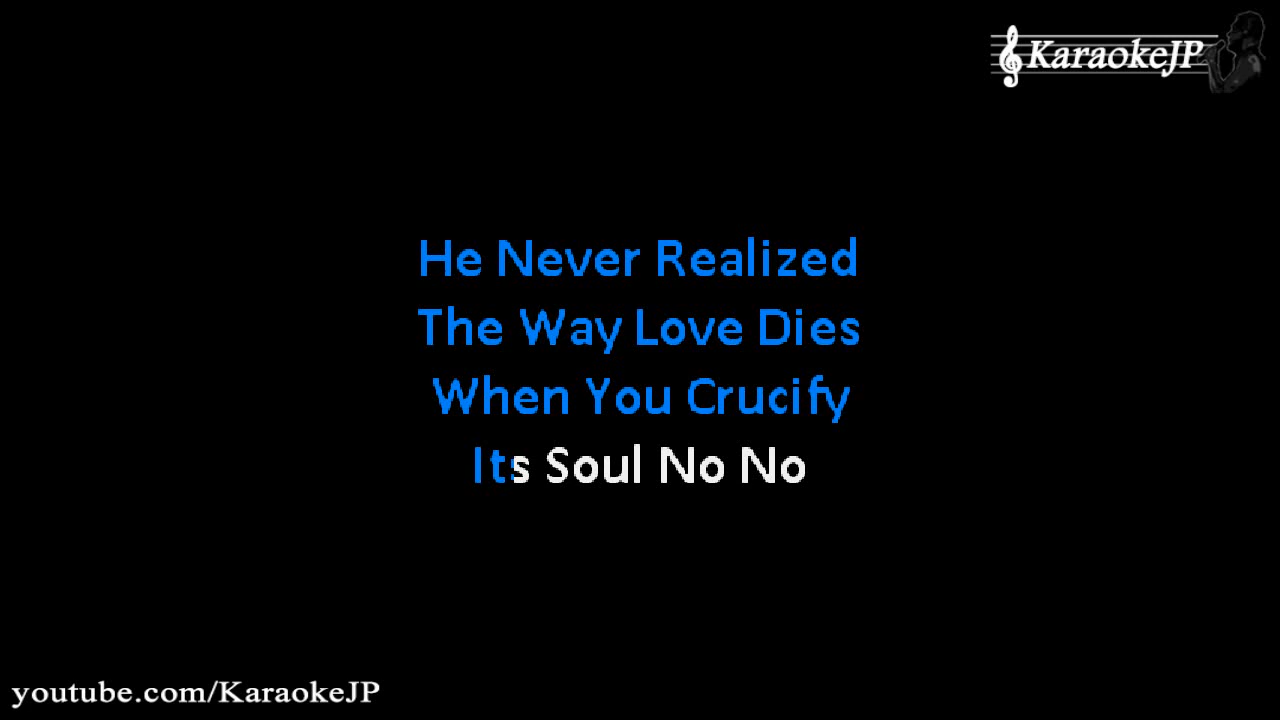 KaraokeJP
He Never Realized
The Way Love Dies
When You Crucify
Its Soul No No
youtube.com/KaraokeJP